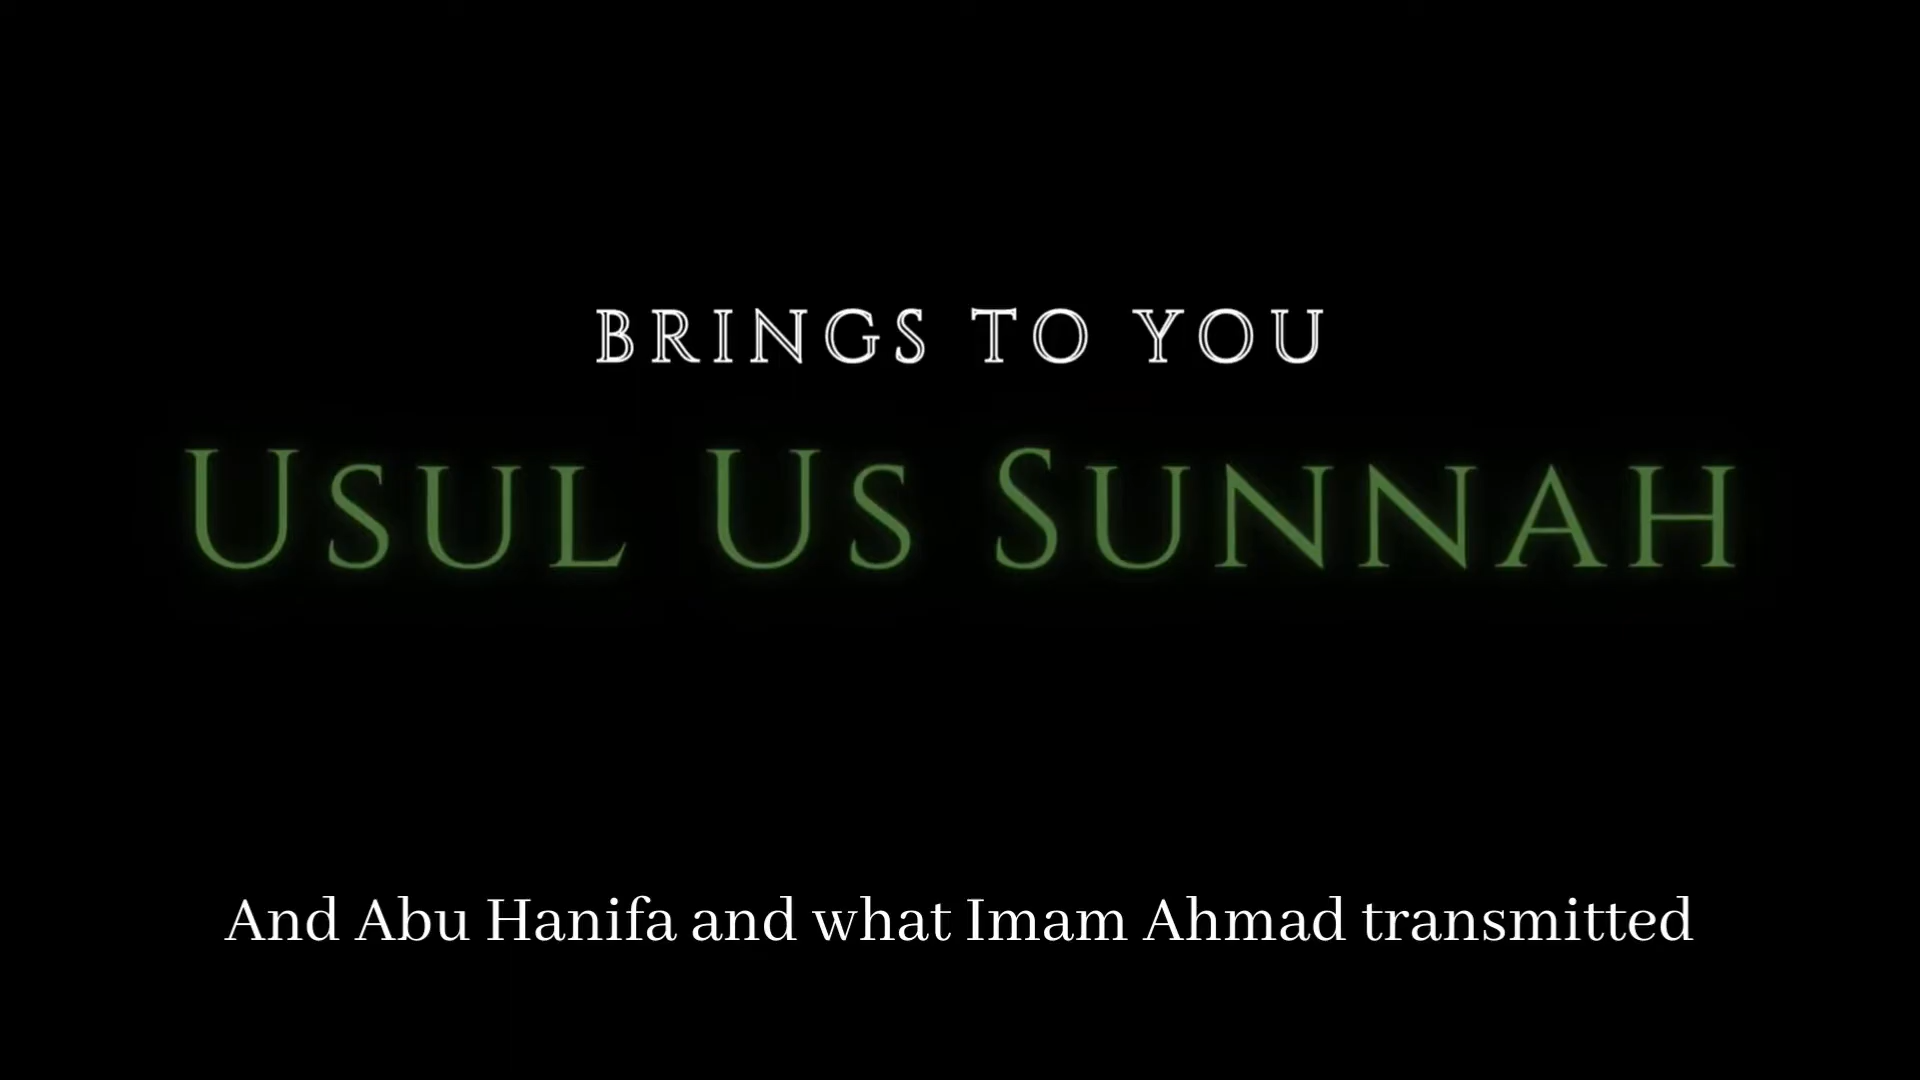 BRINGS TO YOU
USUL US SUNNAH
And Abu Hanifa and what Imam Ahmad transmitted